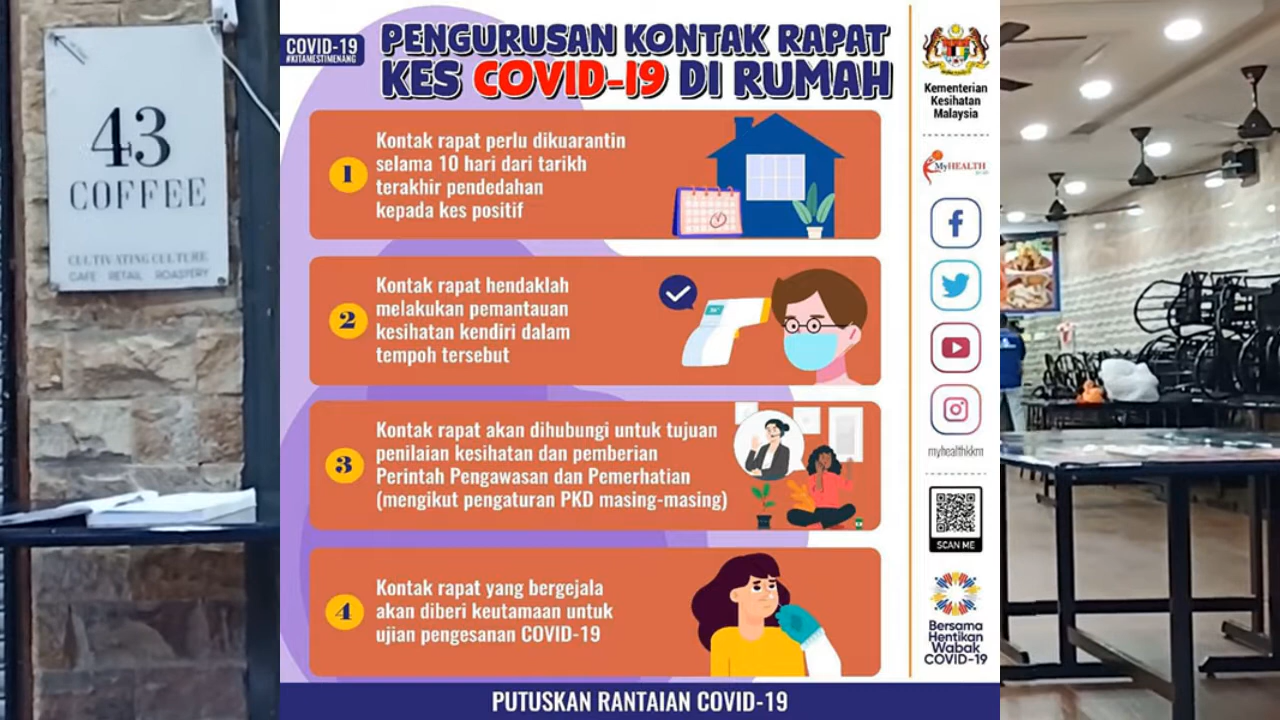 43
COFFEE
CULTIVATING CULTURE
CAFE RETAIL ROASTERY
COVID-19
#KITAMESTIMENANG
PENGURUSAN KONTAK RAPAT
KES COVID-19 DI RUMAH
1
Kontak rapat perlu dikuarantin
selama 10 hari dari tarikh
terakhir pendedahan
kepada kes positif
2
Kontak rapat hendaklah
melakukan pemantauan
kesihatan kendiri dalam
tempoh tersebut
3
Kontak rapat akan dihubungi untuk tujuan
penilaian kesihatan dan pemberian
Perintah Pengawasan dan Pemerhatian
(mengikut pengaturan PKD masing-masing)
4
Kontak rapat yang bergejala
akan diberi keutamaan untuk
ujian pengesanan COVID-19
Kementerian
Kesihatan
Malaysia
MyHEALTH
myhealthkkm
SCAN ME
Bersama
Hentikan
Wabak
COVID-19
PUTUSKAN RANTAIAN COVID-19